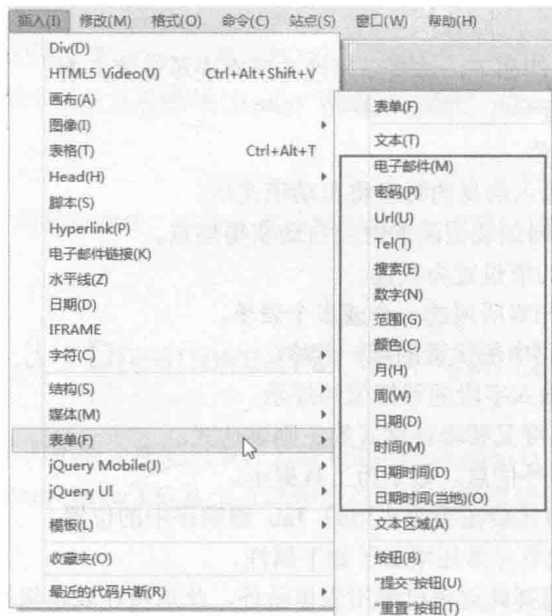 插入(I) 修改(M) 格式(O) 命令(C) 站点(S) 窗口(W) 帮助(H)
Div(D)
HTML5 Video(V) Ctrl+Alt+Shift+V
画布(A)
图像(I)
表格(T) Ctrl+Alt+T
Head(H)
脚本(S)
Hyperlink(P)
电子邮件链接(K)
水平线(Z)
日期(D)
IFRAME
字符(C)
结构(S)
媒体(M)
表单(F)
jQuery Mobile(J)
jQuery UI
模板(L)
收藏夹(O)
最近的代码片断(R)
表单(F)
文本(T)
电子邮件(M)
密码(P)
Url(U)
Tel(T)
搜索(E)
数字(N)
范围(G)
颜色(C)
月(H)
周(W)
日期(D)
时间(M)
日期时间(D)
日期时间(当地)(O)
文本区域(A)
按钮(B)
"提交"按钮(U)
"重置"按钮(T)